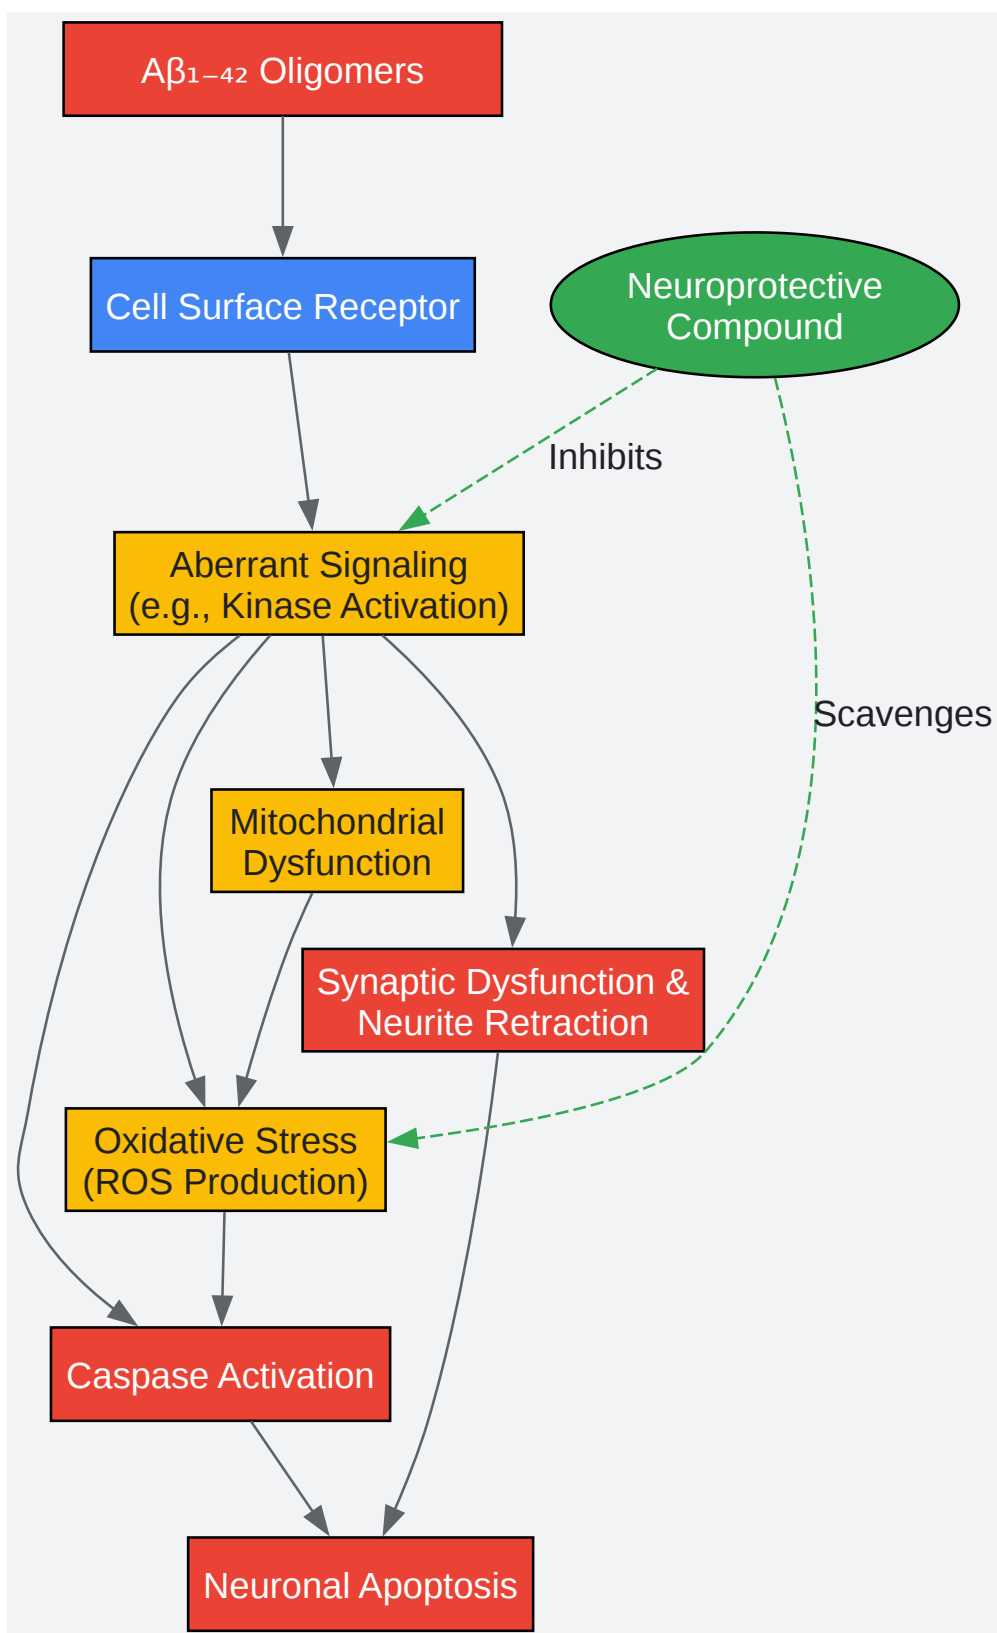 Aβ₁₋₄₂ Oligomers
Cell Surface Receptor
Neuroprotective
Compound
Inhibits
Aberrant Signaling
(e.g., Kinase Activation)
Scavenges
Mitochondrial
Dysfunction
Synaptic Dysfunction &
Neurite Retraction
Oxidative Stress
(ROS Production)
Caspase Activation
Neuronal Apoptosis